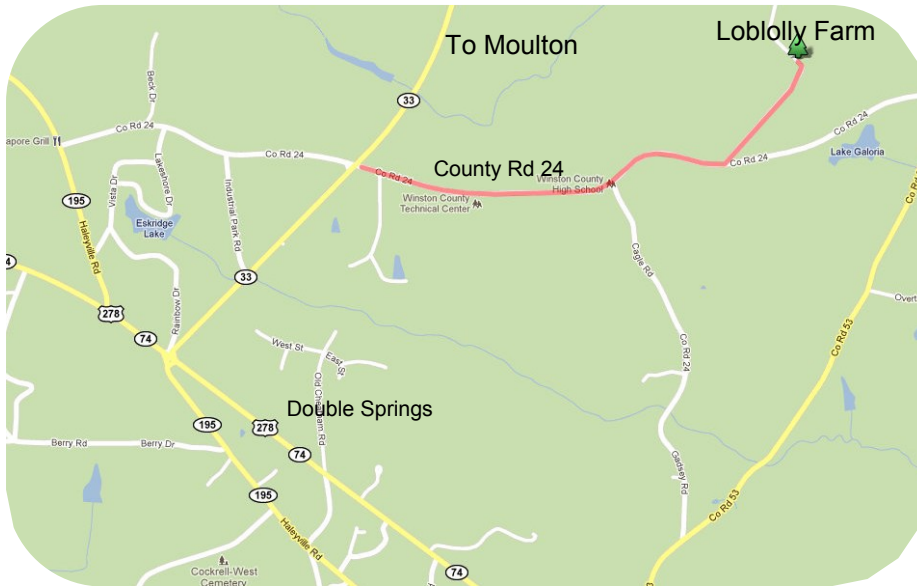 Loblolly Farm
To Moulton
33
Beck Dr
Co Rd 24
apore Grill
Co Rd 24
Co Rd 24
County Rd 24
Co Rd 24
Co Rd 24
Lake Galoria
Winston County
High School
Lakeshore Dr
Vista Dr
Industrial Park Rd
195
Winston County
Technical Center
Eskridge
Lake
Haleyville Rd
Co Rd 53
Cagle Rd
4
33
278
Rainbow Dr
Overt
74
Co Rd 53
West St
East St
Co Rd 24
Double Springs
195
278
Berry Rd
Berry Dr
74
Gadsey Rd
195
Haleyville Rd
Co Rd 53
Cockrell-West
Cemetery
74